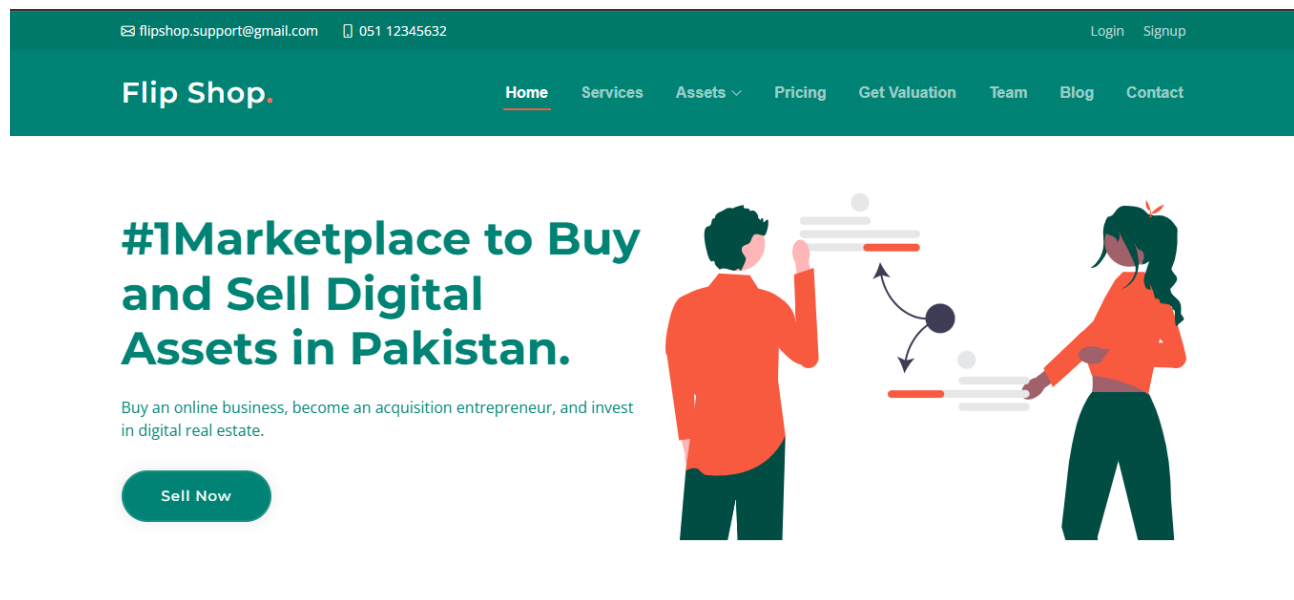 flipshop.support@gmail.com 051 12345632 Login Signup
Flip Shop. Home Services Assets Pricing Get Valuation Team Blog Contact
#1Marketplace to Buy
and Sell Digital
Assets in Pakistan.
Buy an online business, become an acquisition entrepreneur, and invest
in digital real estate.
Sell Now